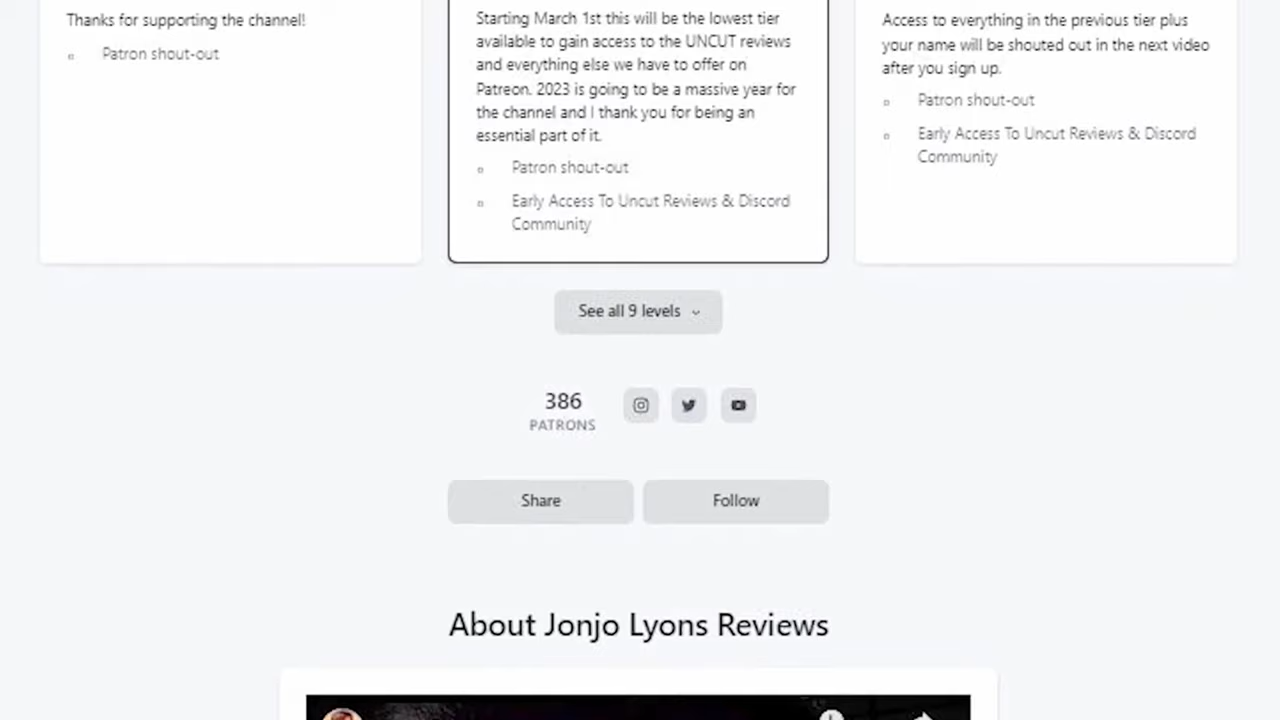 Thanks for supporting the channel!
Patron shout-out
Starting March 1st this will be the lowest tier
available to gain access to the UNCUT reviews
and everything else we have to offer on
Patreon. 2023 is going to be a massive year for
the channel and I thank you for being an
essential part of it.
Patron shout-out
Early Access To Uncut Reviews & Discord
Community
Access to everything in the previous tier plus
your name will be shouted out in the next video
after you sign up.
Patron shout-out
Early Access To Uncut Reviews & Discord
Community
See all 9 levels
386
PATRONS
Share
Follow
About Jonjo Lyons Reviews